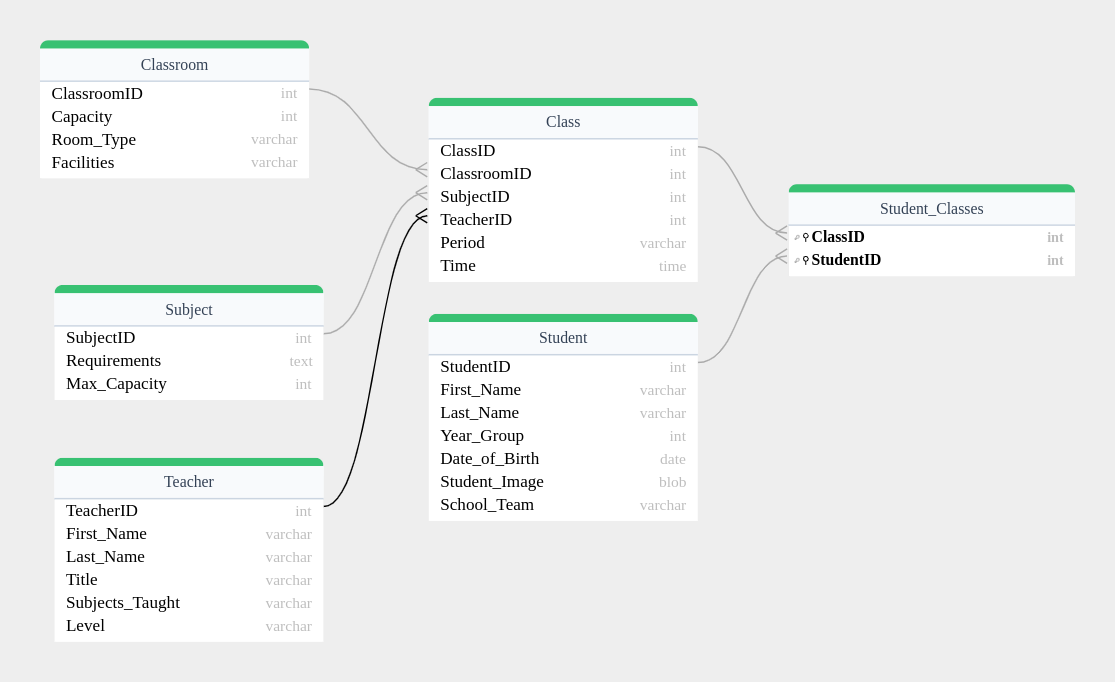 Classroom
ClassroomID int
Capacity int
Room_Type varchar
Facilities varchar
Class
ClassID int
ClassroomID int
SubjectID int
TeacherID int
Period varchar
Time time
Student_Classes
ClassID int
StudentID int
Subject
SubjectID int
Requirements text
Max_Capacity int
Student
StudentID int
First_Name varchar
Last_Name varchar
Year_Group int
Date_of_Birth date
Student_Image blob
School_Team varchar
Teacher
TeacherID int
First_Name varchar
Last_Name varchar
Title varchar
Subjects_Taught varchar
Level varchar